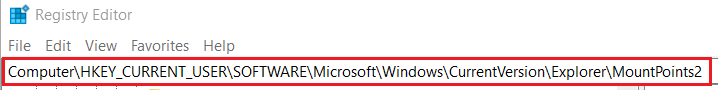 Registry Editor
File Edit View Favorites Help
Computer\HKEY_CURRENT_USER\SOFTWARE\Microsoft\Windows\CurrentVersion\Explorer\MountPoints2